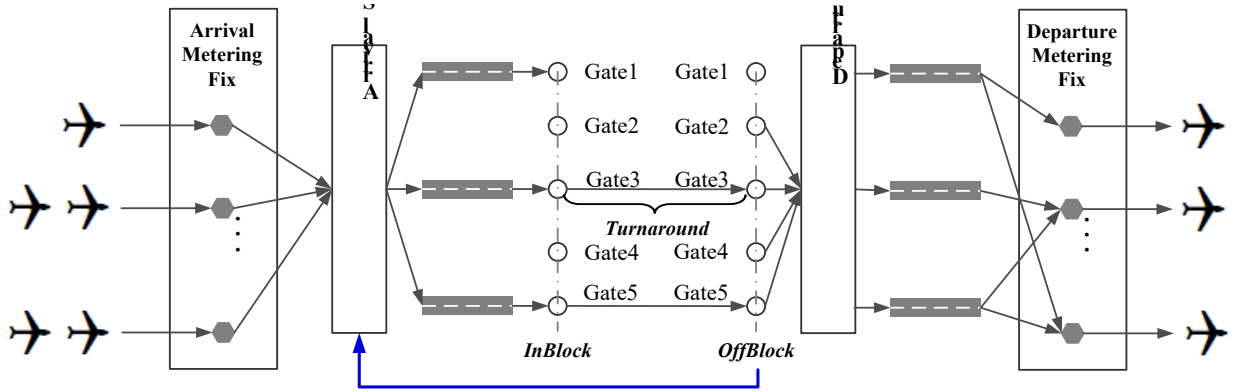 Arrival
Metering
Fix
Departure
Metering
Fix
Gate1
Gate1
Gate2
Gate2
Gate3
Gate3
Turnaround
Gate4
Gate4
Gate5
Gate5
InBlock
OffBlock